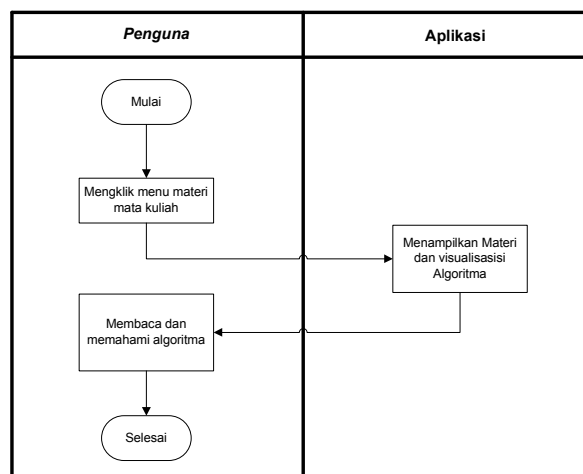 Penguna
Aplikasi
Mulai
Mengklik menu materi
mata kuliah
Menampilkan Materi
dan visualisasisi
Algoritma
Membaca dan
memahami algoritma
Selesai